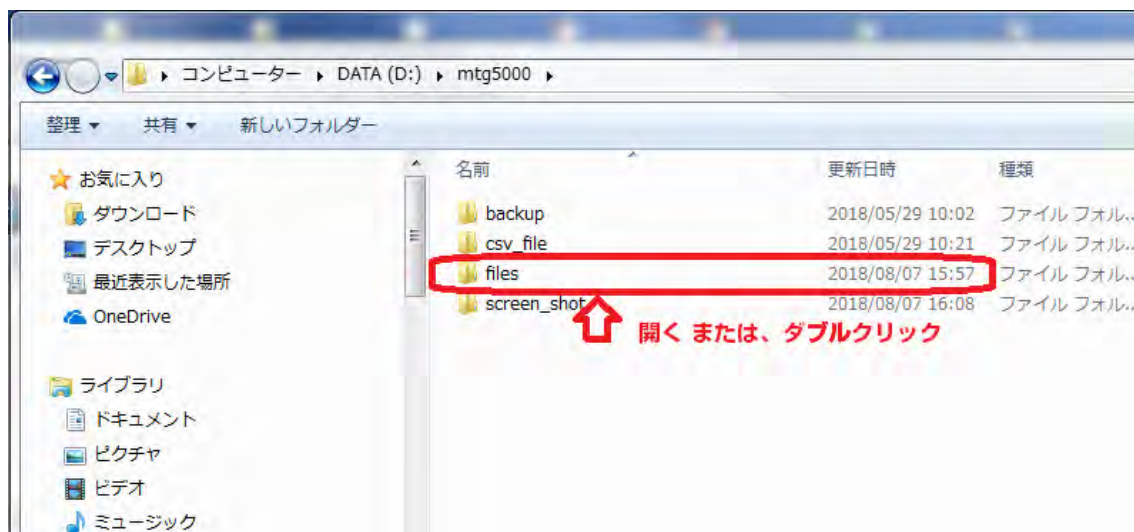 コンピューター ▸ DATA (D:) ▸ mtg5000 ▸
整理 ▼ 共有 ▼ 新しいフォルダー
お気に入り
ダウンロード
デスクトップ
最近表示した場所
OneDrive
ライブラリ
ドキュメント
ピクチャ
ビデオ
ミュージック
名前 更新日時 種類
backup 2018/05/29 10:02 ファイル フォル...
csv_file 2018/05/29 10:21 ファイル フォル...
files 2018/08/07 15:57 ファイル フォル...
screen_shot 2018/08/07 16:08 ファイル フォル...
開く または、ダブルクリック